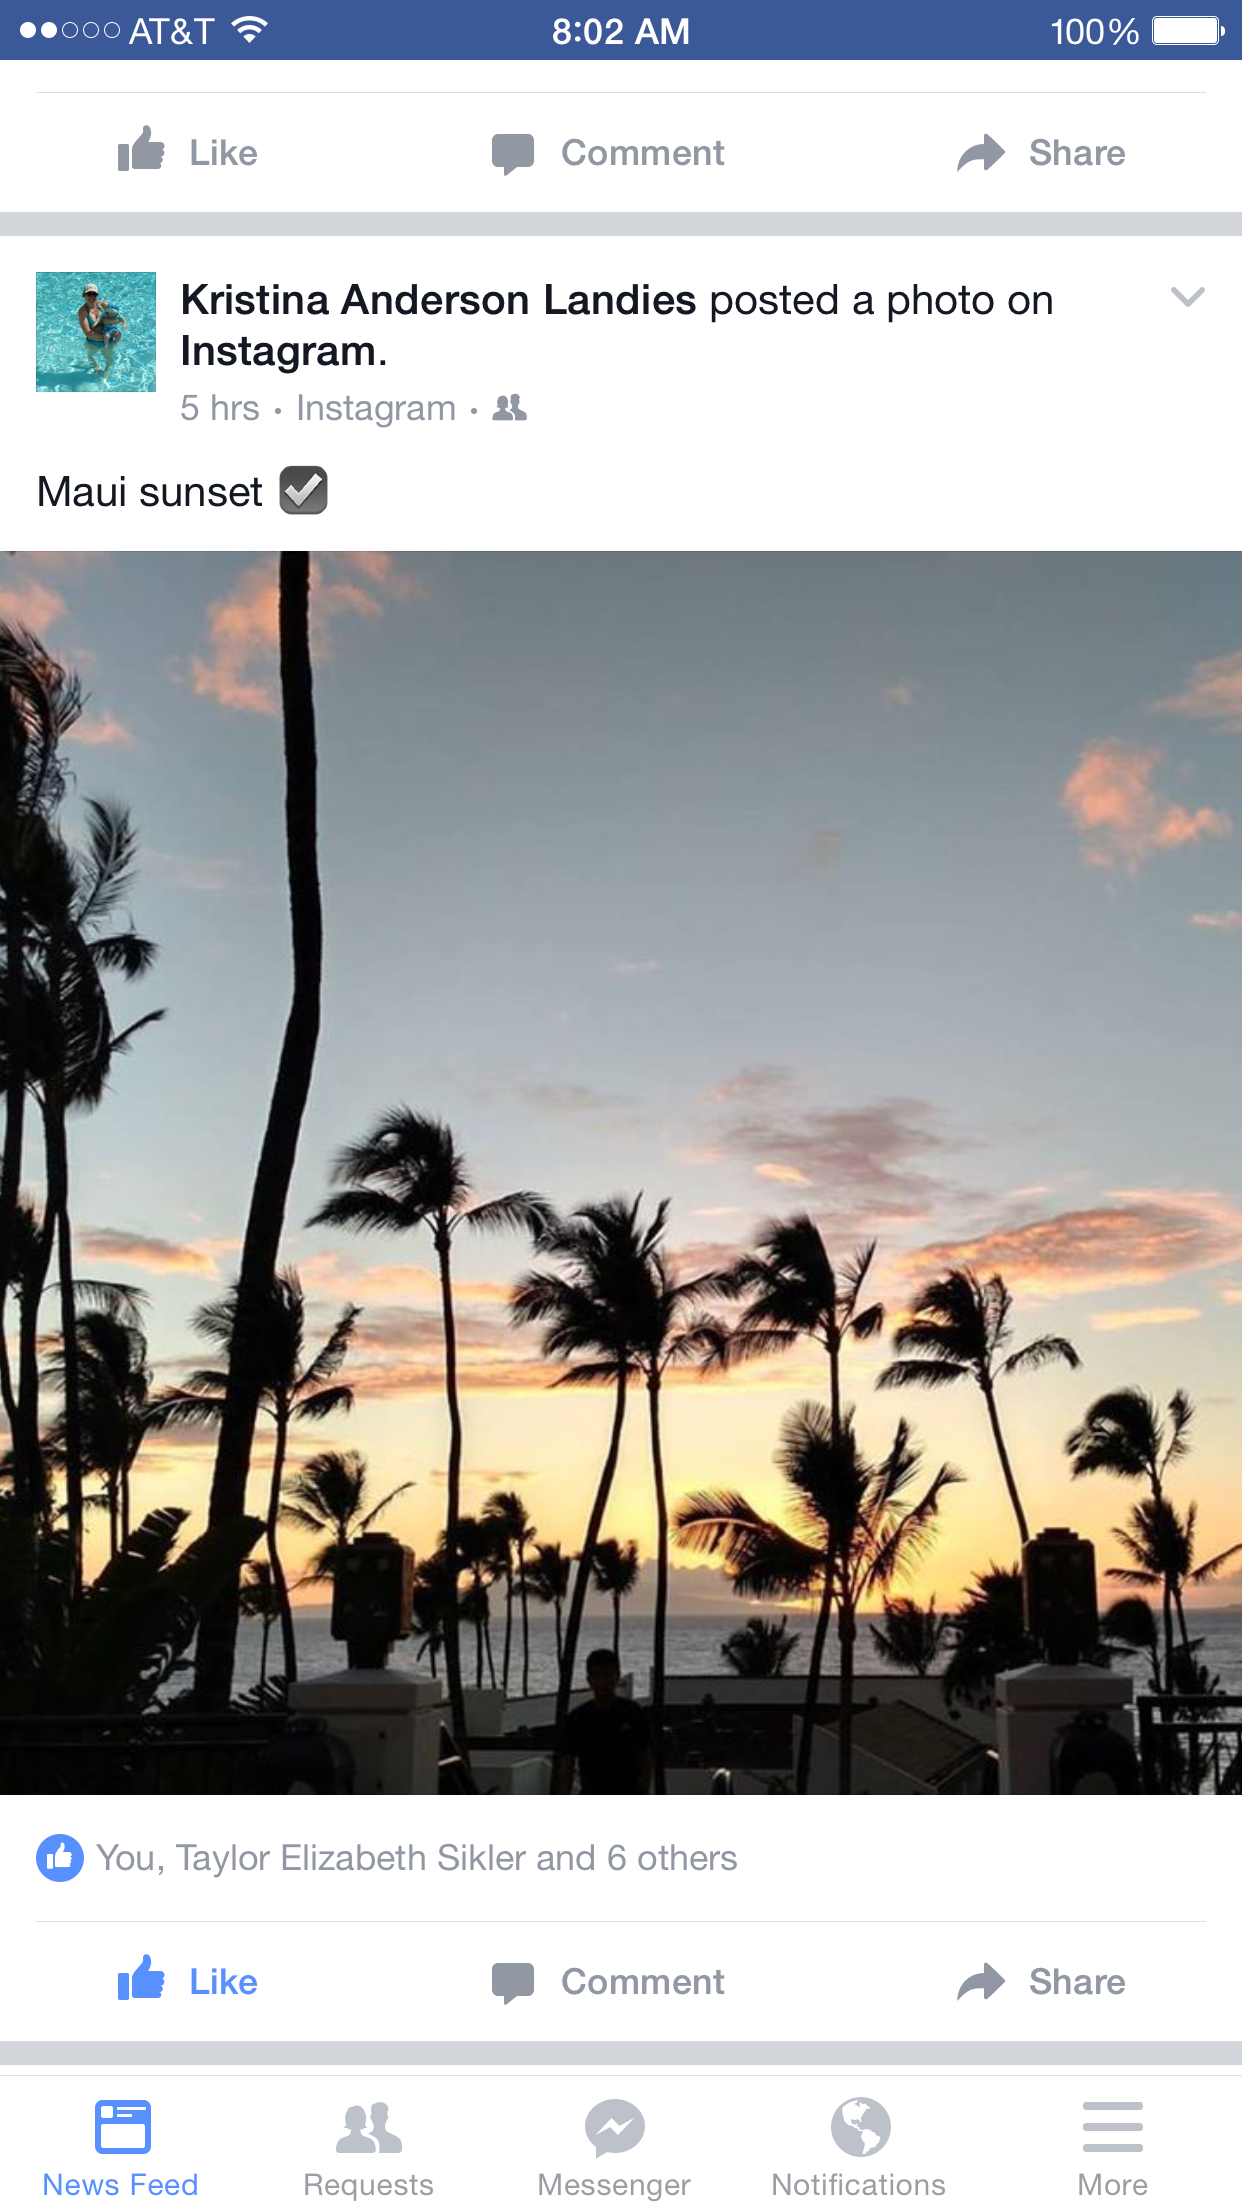 AT&T 8:02 AM 100%
Like Comment Share
Kristina Anderson Landies posted a photo on
Instagram.
5 hrs · Instagram ·
Maui sunset
You, Taylor Elizabeth Sikler and 6 others
Like Comment Share
News Feed Requests Messenger Notifications More